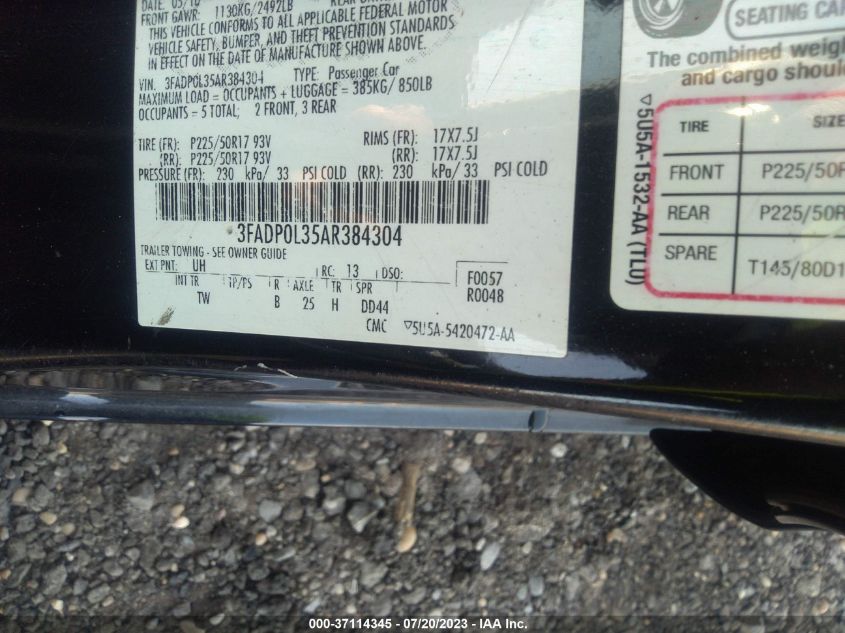 DATE: 05/10
FRONT GAWR: 1130KG/2492LB
THIS VEHICLE CONFORMS TO ALL APPLICABLE FEDERAL MOTOR
VEHICLE SAFETY, BUMPER, AND THEFT PREVENTION STANDARDS
IN EFFECT ON THE DATE OF MANUFACTURE SHOWN ABOVE.
VIN: 3FADP0L35AR384304 TYPE: Passenger Car
MAXIMUM LOAD = OCCUPANTS + LUGGAGE = 385KG/ 850LB
OCCUPANTS = 5 TOTAL; 2 FRONT, 3 REAR
TIRE (FR): P225/50R17 93V RIMS (FR): 17X7.5J
(RR): P225/50R17 93V (RR): 17X7.5J
PRESSURE (FR): 230 kPa/ 33 PSI COLD (RR): 230 kPa/ 33 PSI COLD
3FADP0L35AR384304
TRAILER TOWING - SEE OWNER GUIDE
EXT PNT: UH RC: 13 DSO: F0057
INT TR TP/PS R AXLE TR SPR R0048
TW B 25 H DD44
CMC ▽5U5A-5420472-AA
SEATING CA
The combined weigh
and cargo shoul
▽5U5A-1532-AA (TLU)
TIRE SIZE
FRONT P225/50R
REAR P225/50R
SPARE T145/80D1
000-37114345 / 07/20/2023 - IAA Inc.